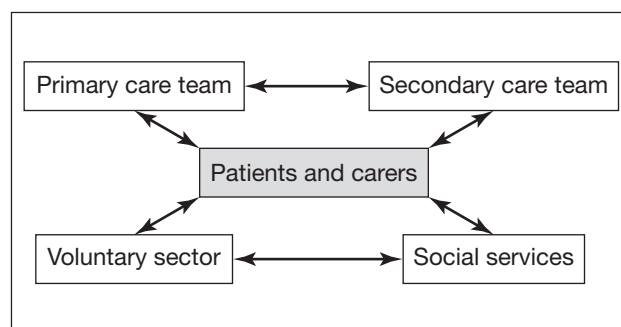 Primary care team
Secondary care team
Patients and carers
Voluntary sector
Social services